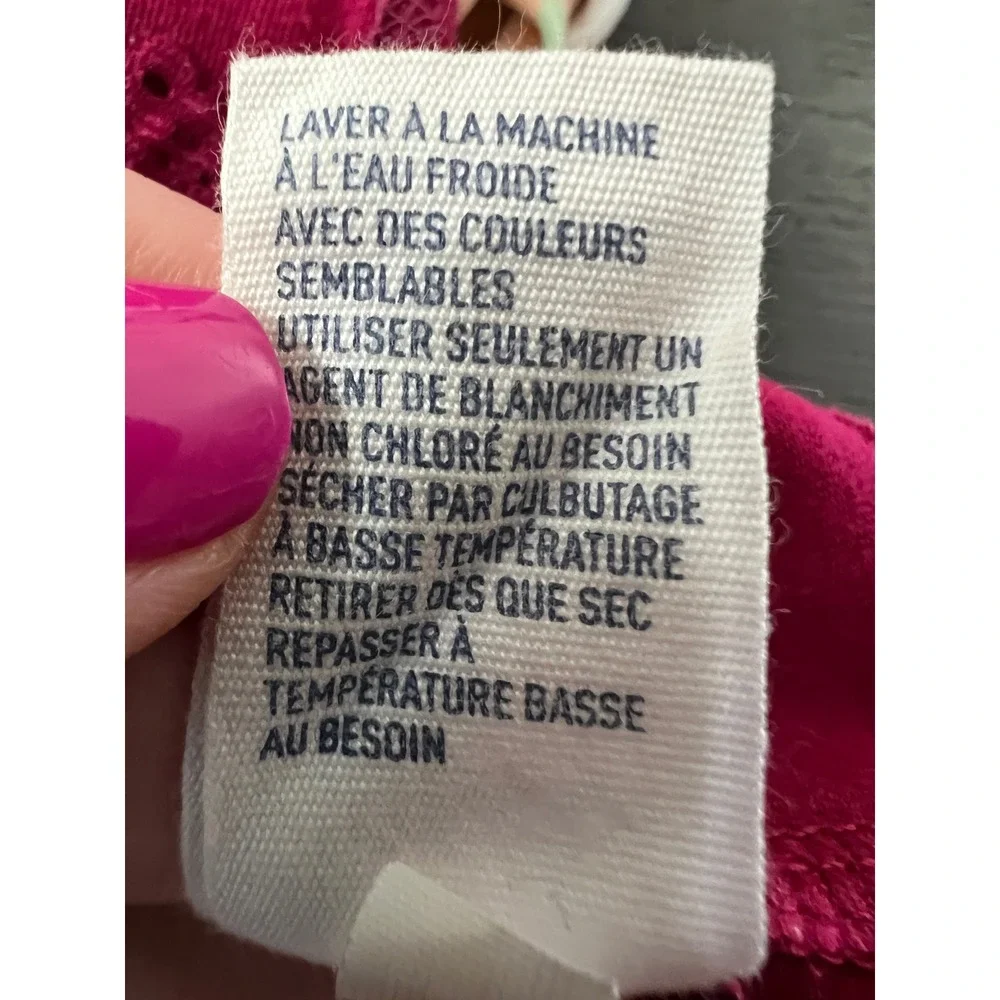 LAVER À LA MACHINE
À L'EAU FROIDE
AVEC DES COULEURS
SEMBLABLES
UTILISER SEULEMENT UN
AGENT DE BLANCHIMENT
NON CHLORÉ AU BESOIN
SÉCHER PAR CULBUTAGE
À BASSE TEMPÉRATURE
RETIRER DÈS QUE SEC
REPASSER À
TEMPÉRATURE BASSE
AU BESOIN